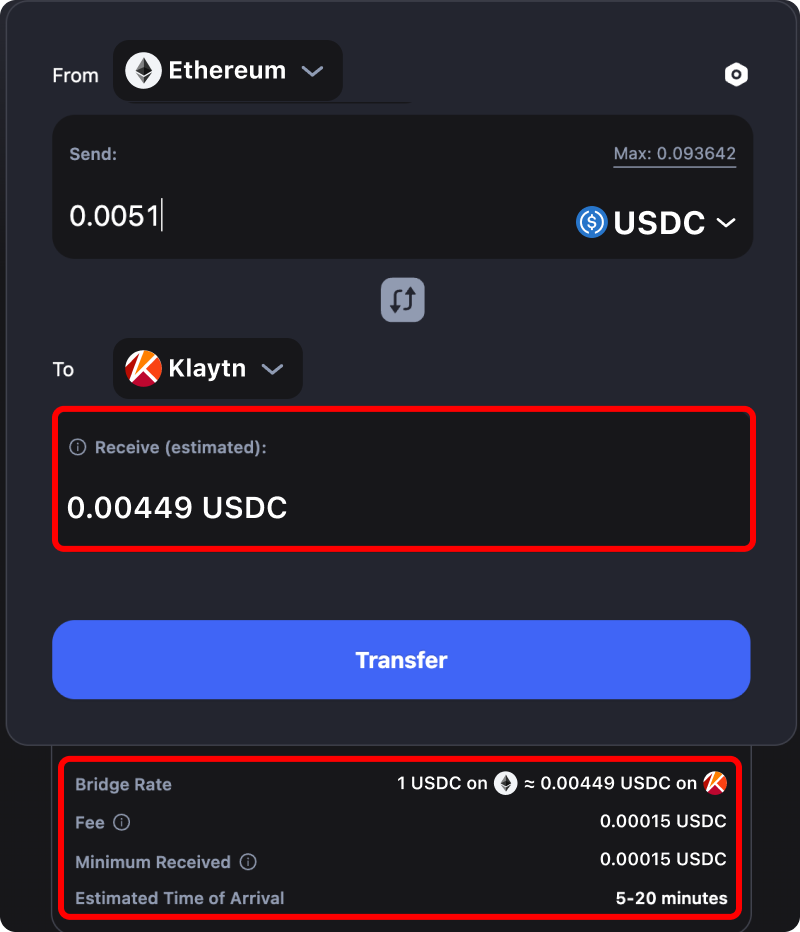 From Ethereum
Send:
Max: 0.093642
0.0051
USDC
To Klaytn
Receive (estimated):
0.00449 USDC
Transfer
Bridge Rate 1 USDC on ≈ 0.00449 USDC on
Fee 0.00015 USDC
Minimum Received 0.00015 USDC
Estimated Time of Arrival 5-20 minutes